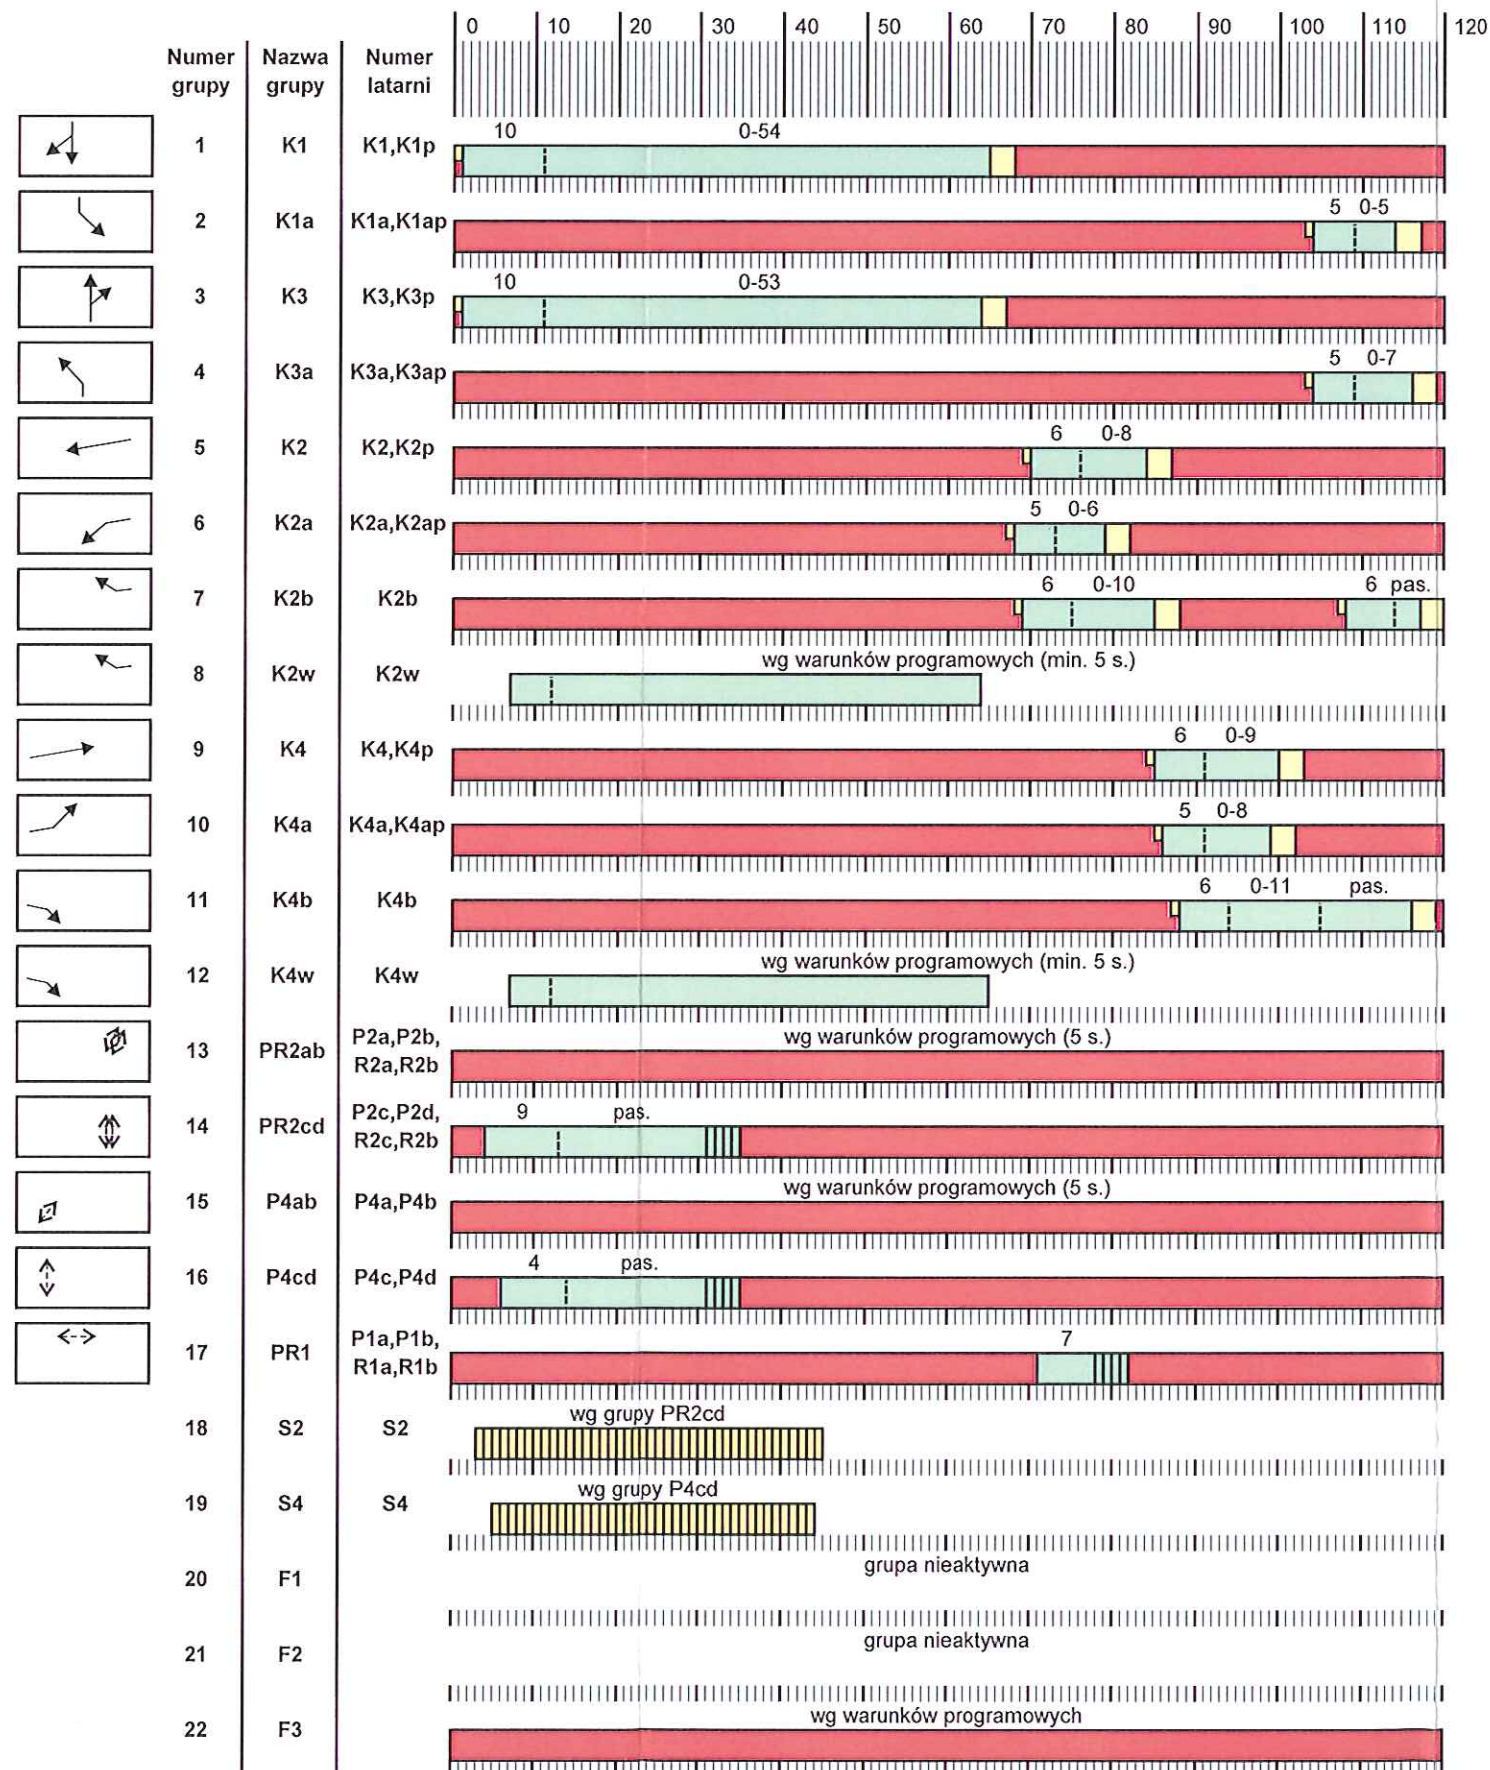 0 10 20 30 40 50 60 70 80 90 100 110 120
Numer grupy Nazwa grupy Numer latarni
10 0-54
1 K1 K1,K1p
5 0-5
2 K1a K1a,K1ap
10 0-53
3 K3 K3,K3p
5 0-7
4 K3a K3a,K3ap
6 0-8
5 K2 K2,K2p
5 0-6
6 K2a K2a,K2ap
6 0-10 6 pas.
7 K2b K2b
wg warunków programowych (min. 5 s.)
8 K2w K2w
6 0-9
9 K4 K4,K4p
5 0-8
10 K4a K4a,K4ap
6 0-11 pas.
11 K4b K4b
wg warunków programowych (min. 5 s.)
12 K4w K4w
wg warunków programowych (5 s.)
13 PR2ab P2a,P2b, R2a,R2b
9 pas.
14 PR2cd P2c,P2d, R2c,R2b
wg warunków programowych (5 s.)
15 P4ab P4a,P4b
4 pas.
16 P4cd P4c,P4d
7
17 PR1 P1a,P1b, R1a,R1b
wg grupy PR2cd
18 S2 S2
wg grupy P4cd
19 S4 S4
grupa nieaktywna
20 F1
grupa nieaktywna
21 F2
wg warunków programowych
22 F3